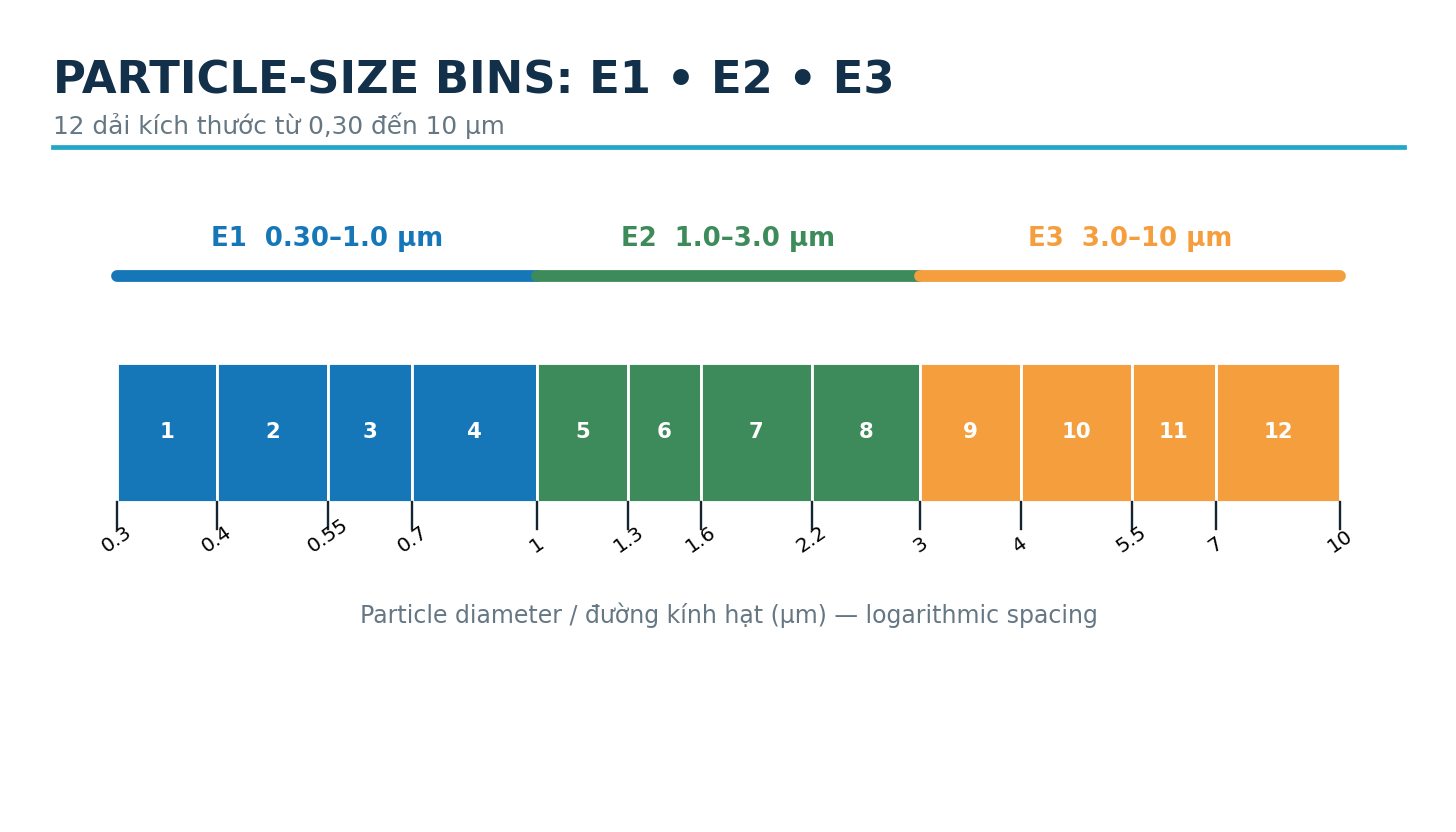 PARTICLE-SIZE BINS: E1 • E2 • E3
12 dải kích thước từ 0,30 đến 10 µm
E1  0.30–1.0 µm E2  1.0–3.0 µm E3  3.0–10 µm
1 2 3 4 5 6 7 8 9 10 11 12
0.3 0.4 0.55 0.7 1 1.3 1.6 2.2 3 4 5.5 7 10
Particle diameter / đường kính hạt (µm) — logarithmic spacing